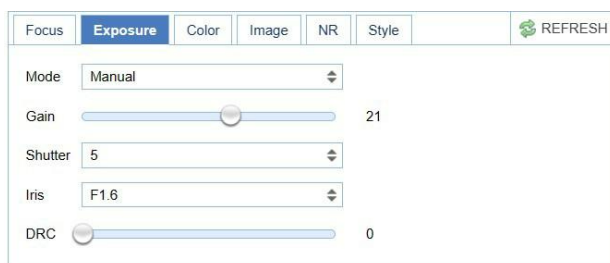 Focus Exposure Color Image NR Style REFRESH
Mode Manual
Gain 21
Shutter 5
Iris F1.6
DRC 0